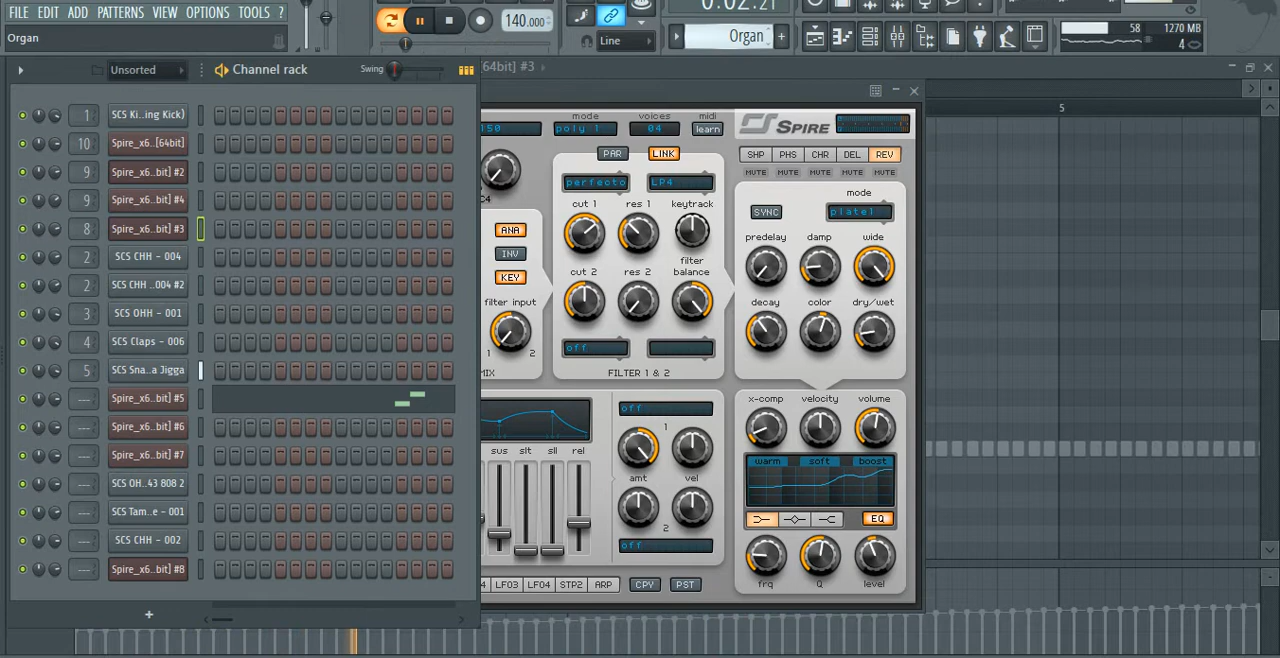 FILE EDIT ADD PATTERNS VIEW OPTIONS TOOLS ?
Organ
140.000
Line
Organ
58
1270 MB
4
Unsorted
Channel rack
Swing
[64bit] #3
5
1 SCS Ki..ing Kick)
10 Spire_x6..[64bit]
9 Spire_x6..bit] #2
9 Spire_x6..bit] #4
8 Spire_x6..bit] #3
2 SCS CHH - 004
2 SCS CHH ..004 #2
3 SCS OHH - 001
4 SCS Claps - 006
5 SCS Sna..a Jigga
--- Spire_x6..bit] #5
--- Spire_x6..bit] #6
--- Spire_x6..bit] #7
--- SCS OH..43 808 2
--- SCS Tam..e - 001
--- SCS CHH - 002
--- Spire_x6..bit] #8
mode
voices
midi
poly 1
04
learn
PAR
LINK
perfecto
LP4
cut 1
res 1
keytrack
cut 2
res 2
filter
balance
ANA
INV
KEY
filter input
1
2
off
FILTER 1 & 2
SPIRE
SHP PHS CHR DEL REV
MUTE MUTE MUTE MUTE MUTE
mode
SYNC
plate1
predelay
damp
wide
decay
color
dry/wet
sus
slt
sll
rel
off
1
amt
vel
2
off
x-comp
velocity
volume
warm
soft
boost
EQ
frq
Q
level
LFO3
LFO4
STP2
ARP
CPY
PST